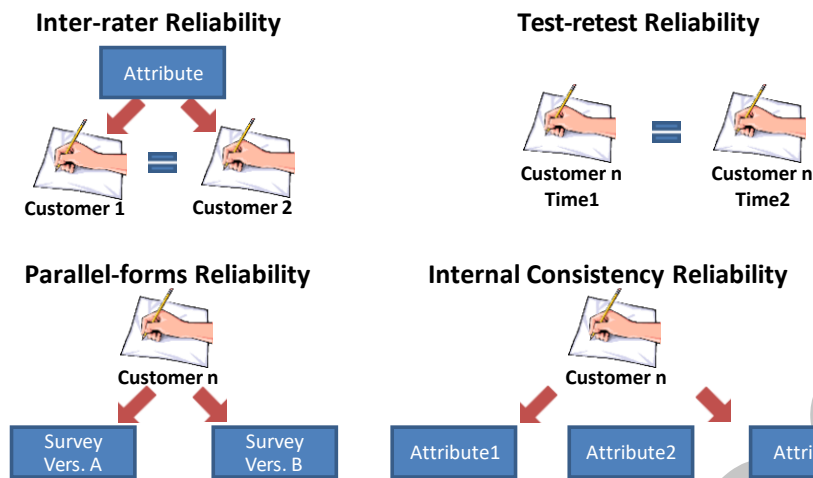 Inter-rater Reliability
Attribute
Customer 1
Customer 2
Test-retest Reliability
Customer n
Time1
Customer n
Time2
Parallel-forms Reliability
Customer n
Survey
Vers. A
Survey
Vers. B
Internal Consistency Reliability
Customer n
Attribute1
Attribute2